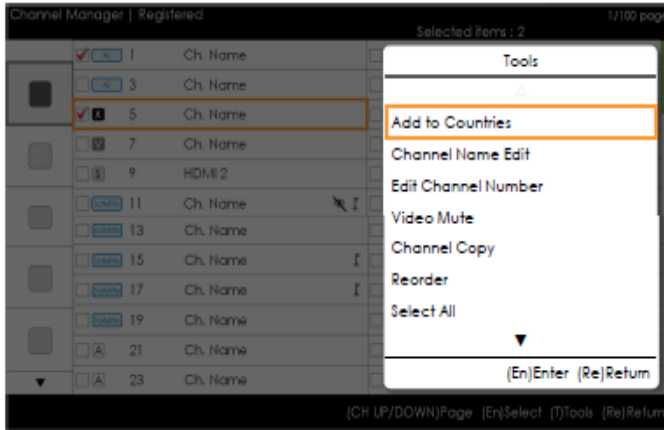 Channel Manager | Registered
1/100 page
Selected items : 2
1 Ch. Name
3 Ch. Name
5 Ch. Name
7 Ch. Name
S 9 HDMI 2
11 Ch. Name
13 Ch. Name
15 Ch. Name
17 Ch. Name
19 Ch. Name
A 21 Ch. Name
A 23 Ch. Name
Tools
Add to Countries
Channel Name Edit
Edit Channel Number
Video Mute
Channel Copy
Reorder
Select All
(En)Enter (Re)Return
(CH UP/DOWN)Page (En)Select (T)Tools (Re)Return